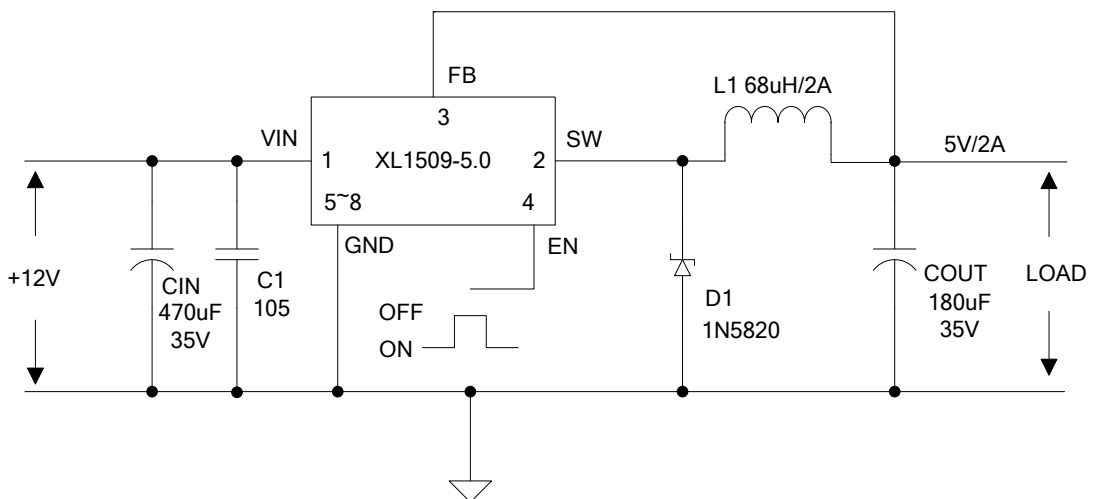 FB
L1 68uH/2A
VIN
3
SW
5V/2A
1
XL1509-5.0
2
5~8
4
GND
EN
+12V
CIN
470uF
35V
C1
105
OFF
ON
D1
1N5820
COUT
180uF
35V
LOAD